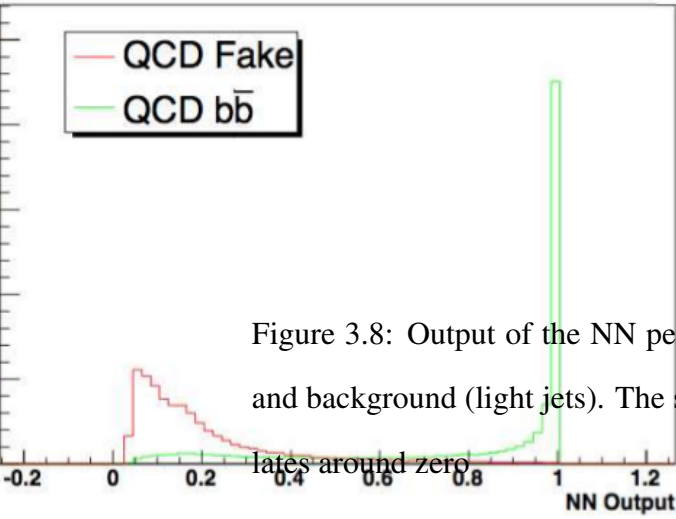 QCD Fake
QCD bb̅
Figure 3.8: Output of the NN pe
and background (light jets). The s
lates around zero
-0.2 0 0.2 0.4 0.6 0.8 1 1.2
NN Output